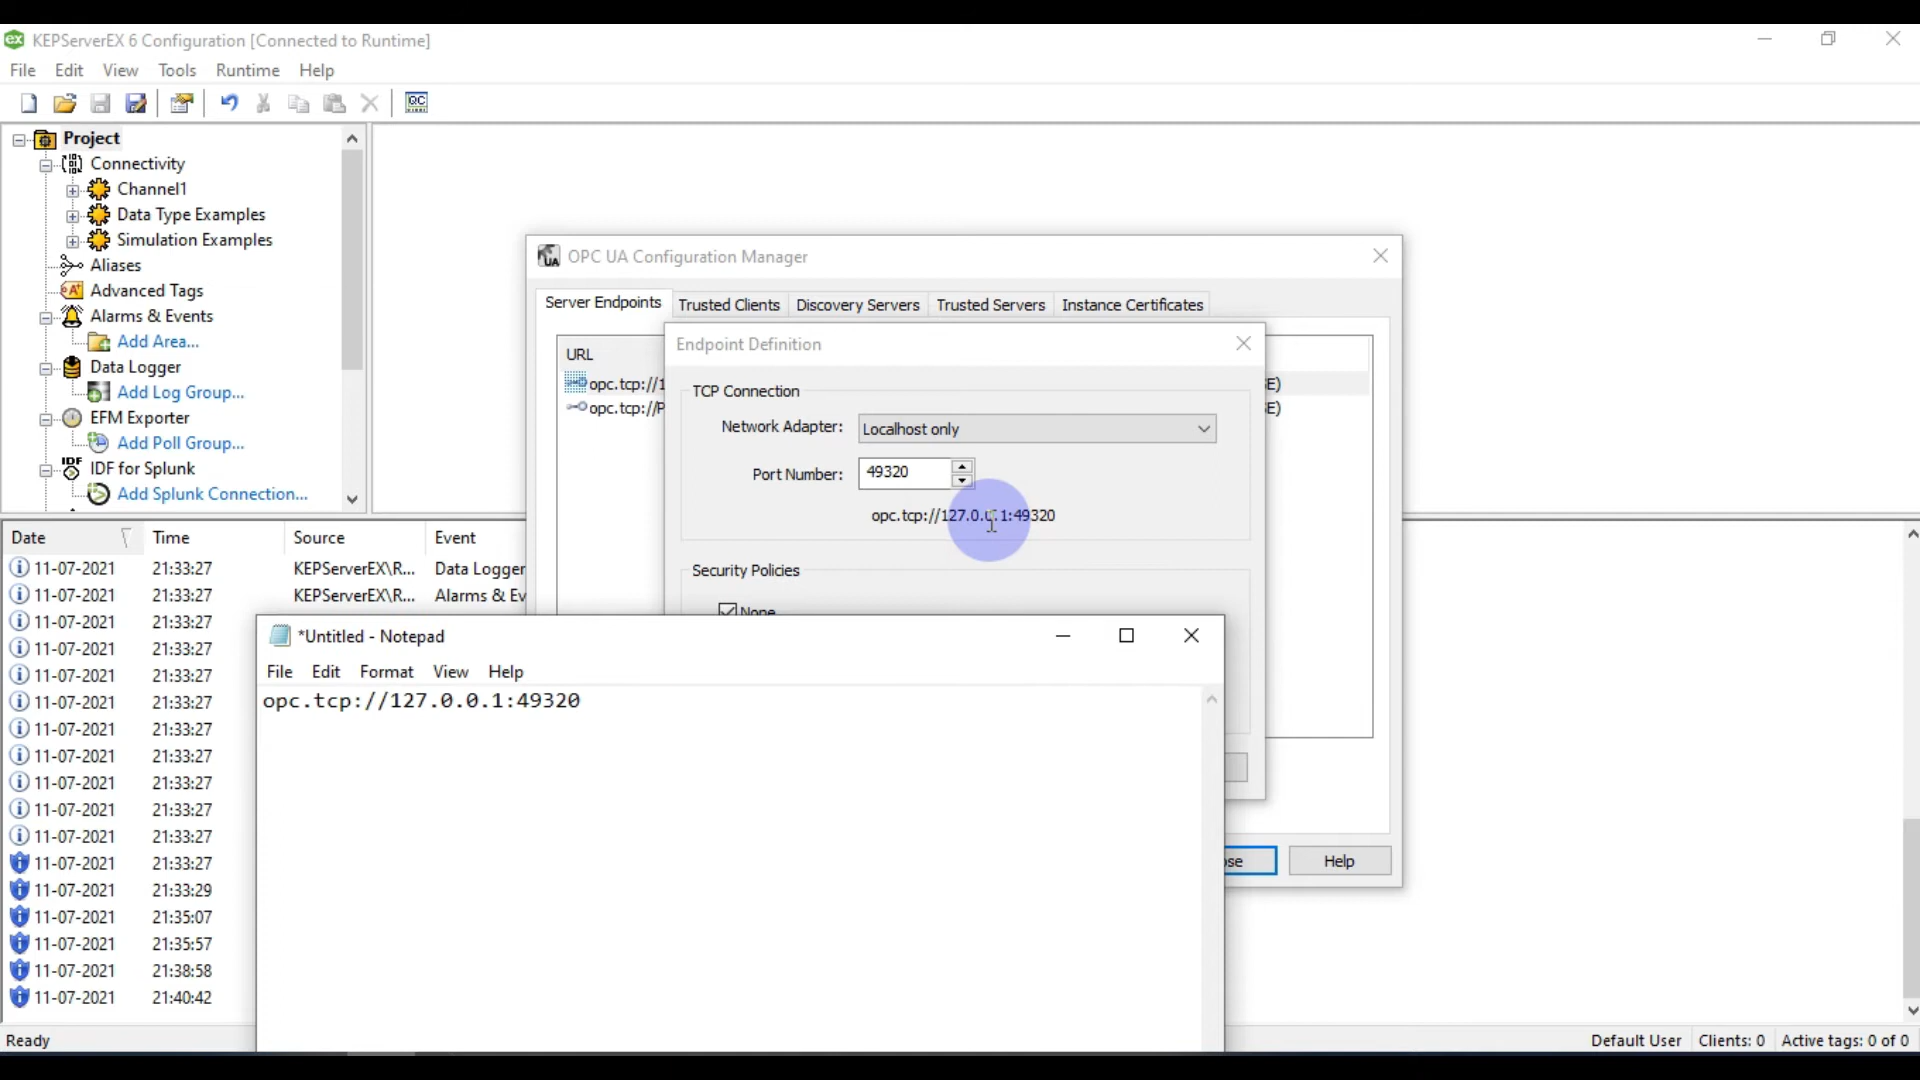 KEPServerEX 6 Configuration [Connected to Runtime]
File Edit View Tools Runtime Help
QC
Project
Connectivity
Channel1
Data Type Examples
Simulation Examples
Aliases
Advanced Tags
Alarms & Events
Add Area...
Data Logger
Add Log Group...
EFM Exporter
Add Poll Group...
IDF for Splunk
Add Splunk Connection...
OPC UA Configuration Manager
Server Endpoints Trusted Clients Discovery Servers Trusted Servers Instance Certificates
URL
opc.tcp://1
E)
opc.tcp://P
E)
Endpoint Definition
TCP Connection
Network Adapter: Localhost only
Port Number: 49320
opc.tcp://127.0.0.1:49320
Security Policies
None
Help
Date Time Source Event
11-07-2021 21:33:27 KEPServerEX\R... Data Logger
11-07-2021 21:33:27 KEPServerEX\R... Alarms & Ev
11-07-2021 21:33:27
11-07-2021 21:33:27
11-07-2021 21:33:27
11-07-2021 21:33:27
11-07-2021 21:33:27
11-07-2021 21:33:27
11-07-2021 21:33:27
11-07-2021 21:33:27
11-07-2021 21:33:27
11-07-2021 21:33:27
11-07-2021 21:33:29
11-07-2021 21:35:07
11-07-2021 21:35:57
11-07-2021 21:38:58
11-07-2021 21:40:42
*Untitled - Notepad
File Edit Format View Help
opc.tcp://127.0.0.1:49320
Ready
Default User Clients: 0 Active tags: 0 of 0